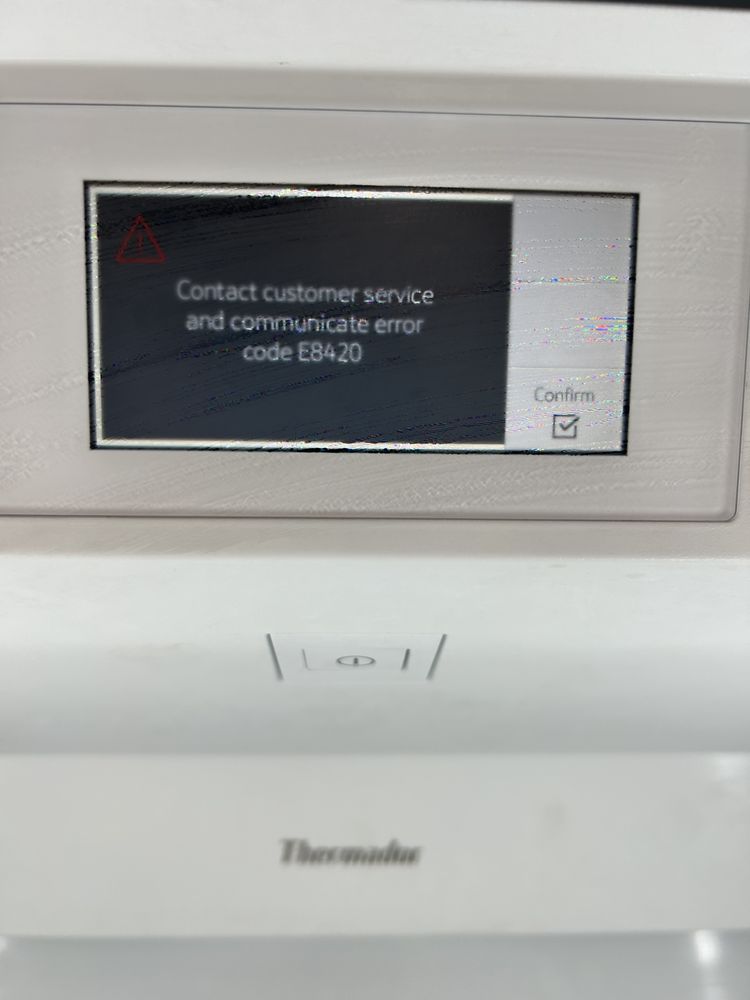 Contact customer service
and communicate error
code E8420
Confirm
Thermador